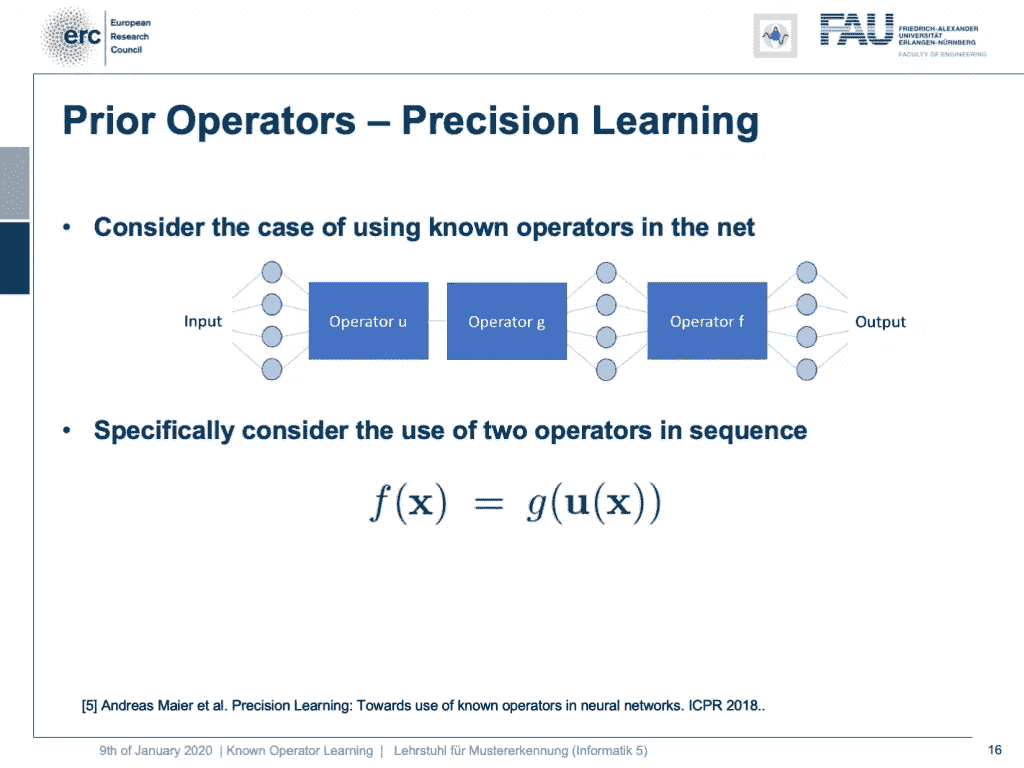 erc
European
Research
Council
FAU
FRIEDRICH-ALEXANDER
UNIVERSITÄT
ERLANGEN-NÜRNBERG
FACULTY OF ENGINEERING
Prior Operators – Precision Learning
• Consider the case of using known operators in the net
Input Operator u Operator g Operator f Output
• Specifically consider the use of two operators in sequence
f(x) = g(u(x))
[5] Andreas Maier et al. Precision Learning: Towards use of known operators in neural networks. ICPR 2018..
9th of January 2020 | Known Operator Learning | Lehrstuhl für Mustererkennung (Informatik 5) 16